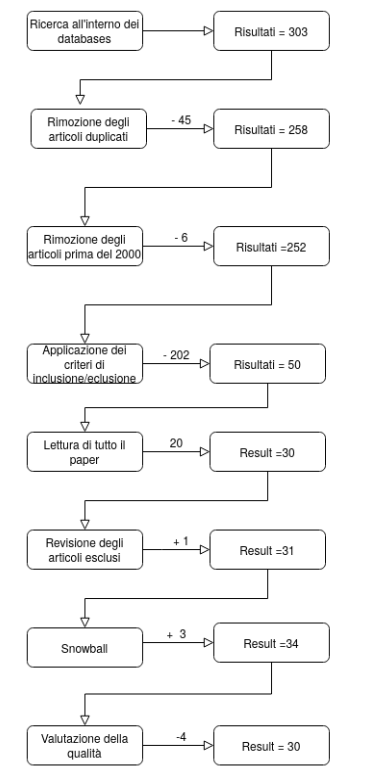 Ricerca all'interno dei
databases
Risultati = 303
Rimozione degli
articoli duplicati
- 45
Risultati = 258
Rimozione degli
articoli prima del 2000
- 6
Risultati =252
Applicazione dei
criteri di
inclusione/eclusione
- 202
Risultati = 50
Lettura di tutto il
paper
20
Result =30
Revisione degli
articoli esclusi
+ 1
Result =31
Snowball
+ 3
Result =34
Valutazione della
qualità
-4
Result = 30